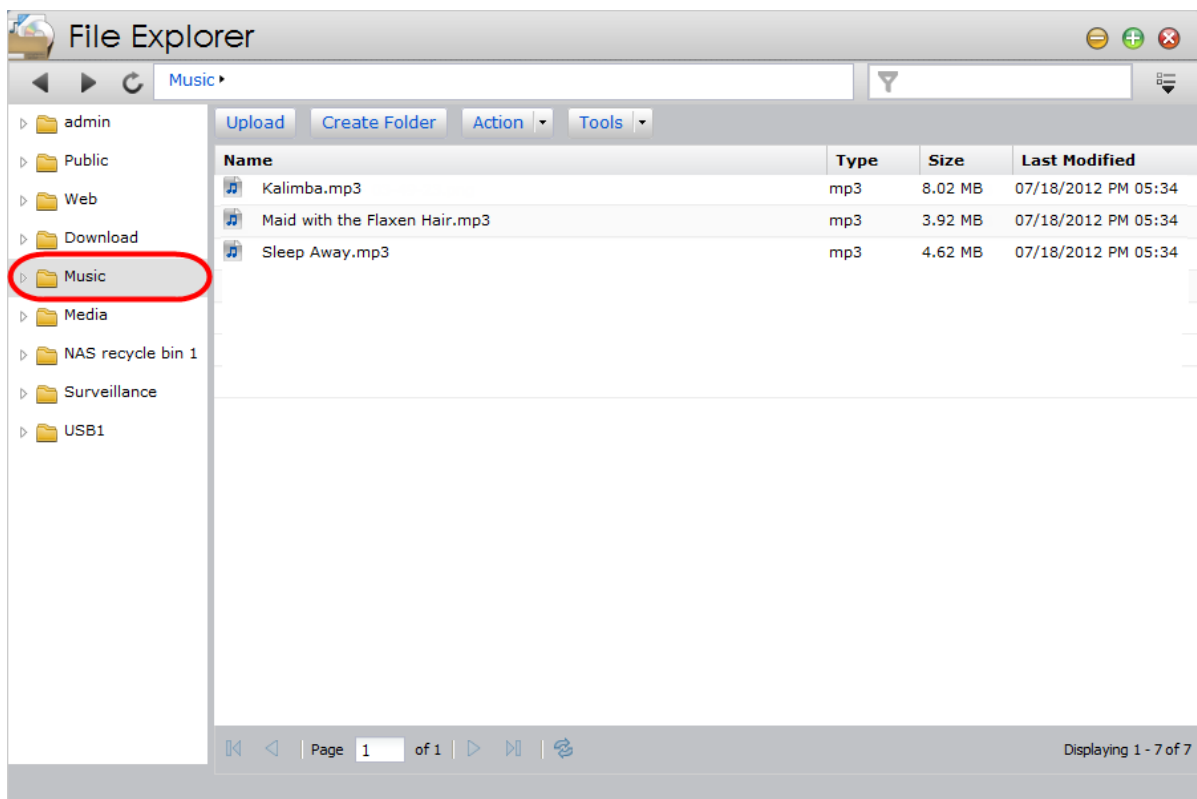 File Explorer
Music
admin
Public
Web
Download
Music
Media
NAS recycle bin 1
Surveillance
USB1
Upload Create Folder Action Tools
Name Type Size Last Modified
Kalimba.mp3 mp3 8.02 MB 07/18/2012 PM 05:34
Maid with the Flaxen Hair.mp3 mp3 3.92 MB 07/18/2012 PM 05:34
Sleep Away.mp3 mp3 4.62 MB 07/18/2012 PM 05:34
Page 1 of 1 Displaying 1 - 7 of 7